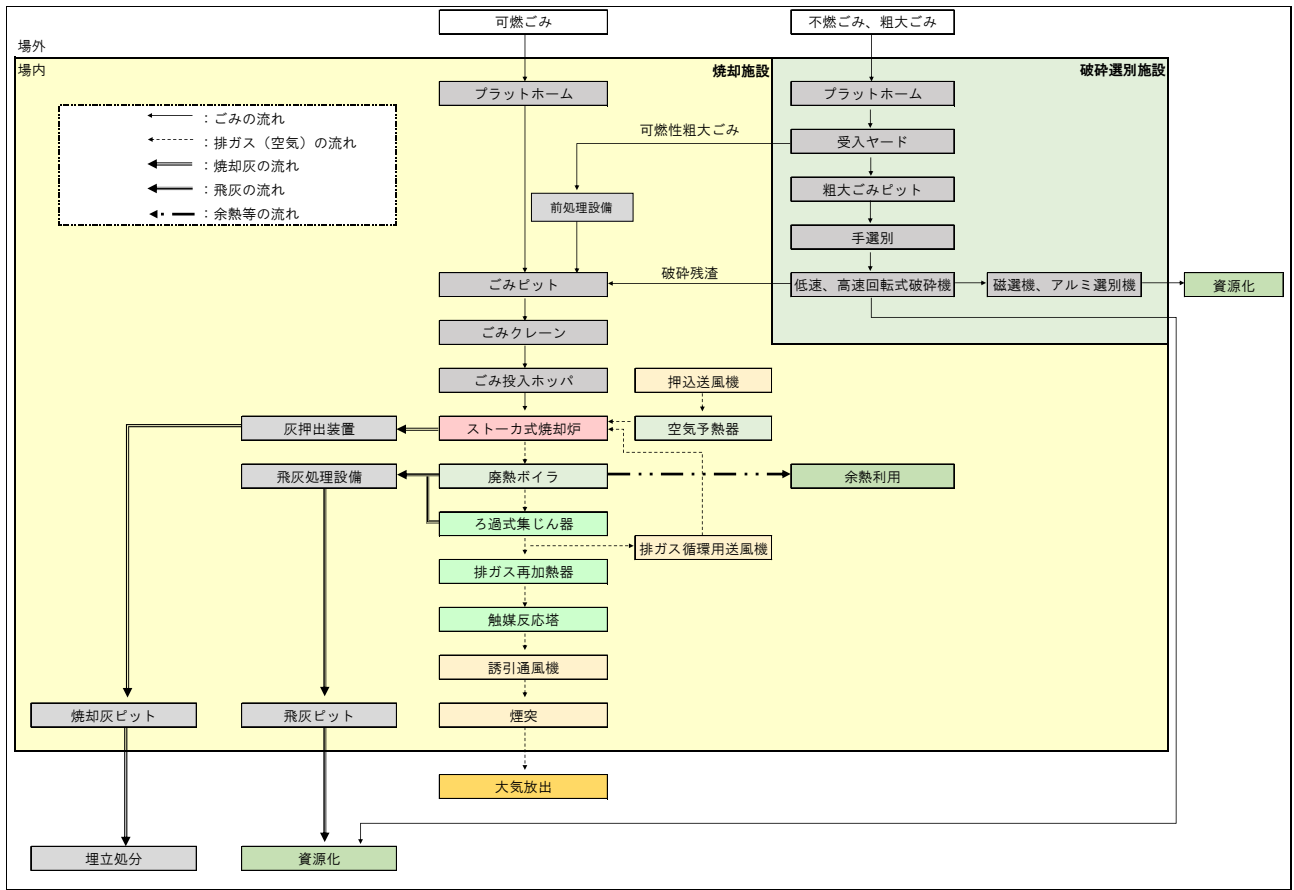 可燃ごみ
不燃ごみ、粗大ごみ
場外
場内
焼却施設
破砕選別施設
プラットホーム
プラットホーム
：ごみの流れ
：排ガス（空気）の流れ
：焼却灰の流れ
：飛灰の流れ
：余熱等の流れ
可燃性粗大ごみ
受入ヤード
粗大ごみピット
前処理設備
手選別
破砕残渣
ごみピット
低速、高速回転式破砕機
磁選機、アルミ選別機
資源化
ごみクレーン
ごみ投入ホッパ
押込送風機
灰押出装置
ストーカ式焼却炉
空気予熱器
飛灰処理設備
廃熱ボイラ
余熱利用
ろ過式集じん器
排ガス循環用送風機
排ガス再加熱器
触媒反応塔
誘引通風機
焼却灰ピット
飛灰ピット
煙突
大気放出
埋立処分
資源化